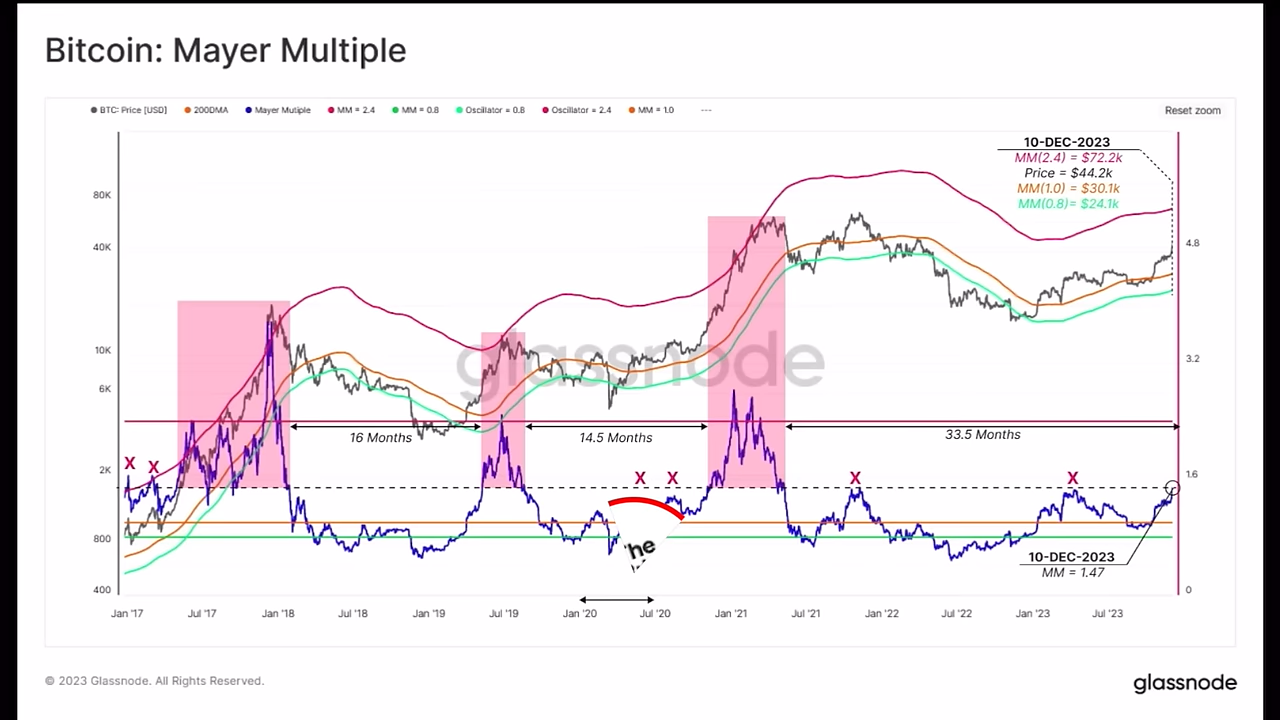 Bitcoin: Mayer Multiple
BTC: Price [USD] 200DMA Mayer Mutiple MM = 2.4 MM = 0.8 Oscillator = 0.8 Oscillator = 2.4 MM = 1.0 ---
Reset zoom
10-DEC-2023
MM(2.4) = $72.2k
Price = $44.2k
MM(1.0) = $30.1k
MM(0.8)= $24.1k
80K
40K
4.8
10K
3.2
glassnode
6K
16 Months
14.5 Months
33.5 Months
X X X X X X
2K
1.6
800
he
10-DEC-2023
MM = 1.47
400
0
Jan '17 Jul '17 Jan '18 Jul '18 Jan '19 Jul '19 Jan '20 Jul '20 Jan '21 Jul '21 Jan '22 Jul '22 Jan '23 Jul '23
© 2023 Glassnode. All Rights Reserved.
glassnode